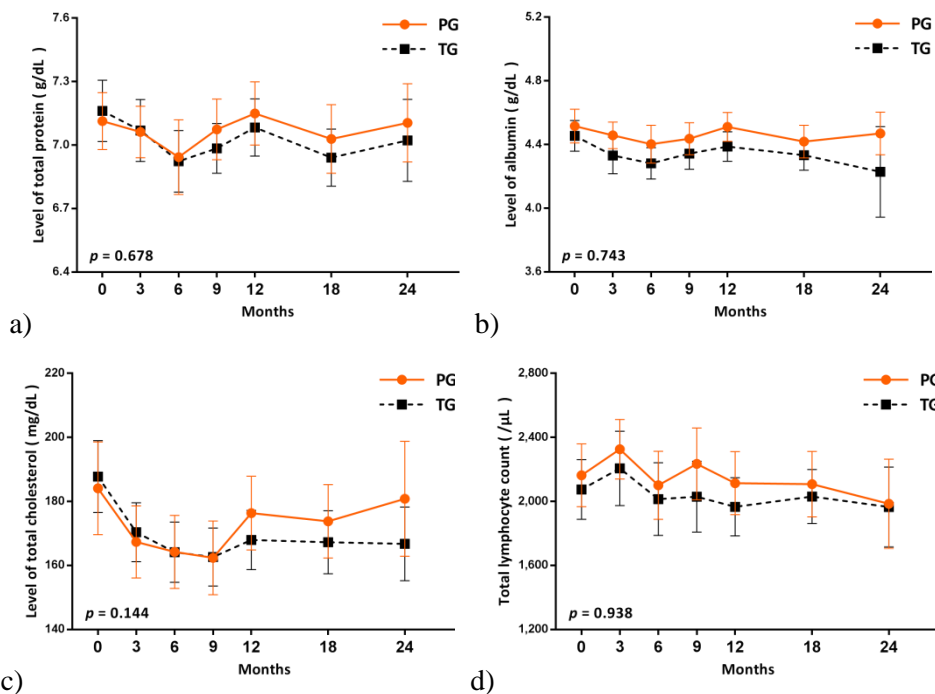 PG
TG
Level of total protein ( g/dL )
7.6
7.3
7.0
6.7
6.4
p = 0.678
0 3 6 9 12 18 24
Months
a)
PG
TG
Level of albumin ( g/dL )
5.2
4.8
4.4
4.0
3.6
p = 0.743
0 3 6 9 12 18 24
Months
b)
PG
TG
Level of total cholesterol ( mg/dL )
220
200
180
160
140
p = 0.144
0 3 6 9 12 18 24
Months
c)
PG
TG
Total lymphocyte count ( /µL )
2,800
2,400
2,000
1,600
1,200
p = 0.938
0 3 6 9 12 18 24
Months
d)